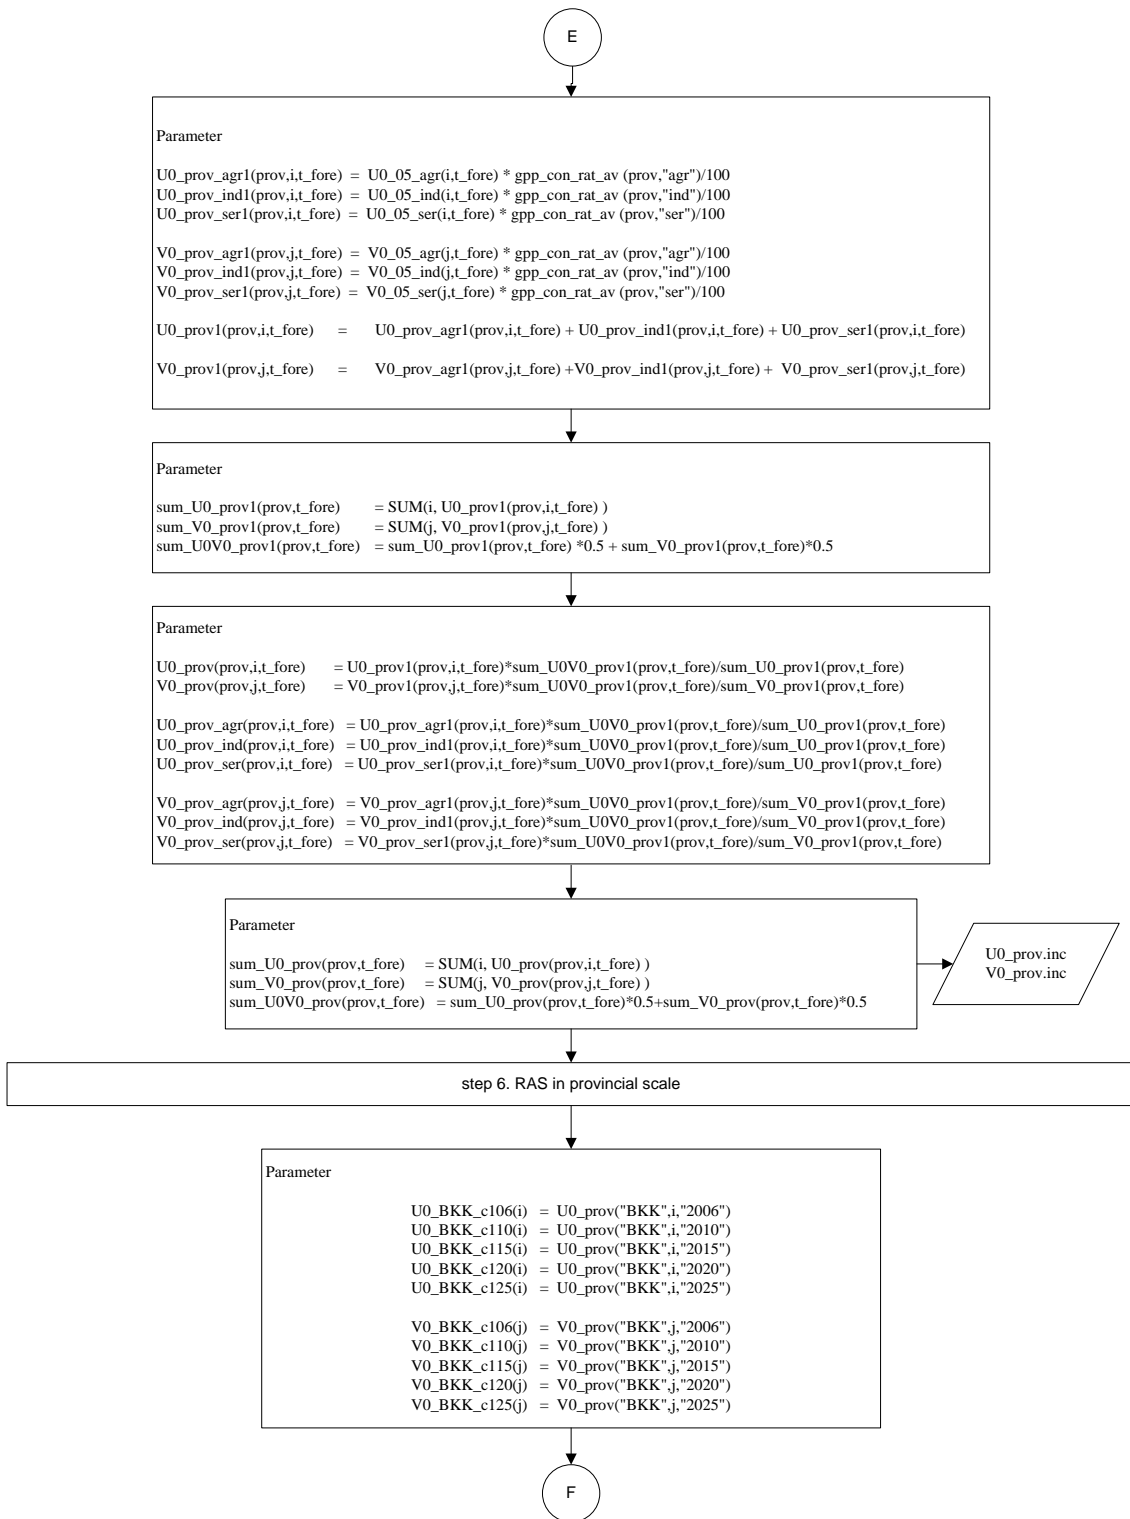 E
Parameter
U0_prov_agr1(prov,i,t_fore) = U0_05_agr(i,t_fore) * gpp_con_rat_av (prov,"agr")/100
U0_prov_ind1(prov,i,t_fore) = U0_05_ind(i,t_fore) * gpp_con_rat_av (prov,"ind")/100
U0_prov_ser1(prov,i,t_fore) = U0_05_ser(i,t_fore) * gpp_con_rat_av (prov,"ser")/100
V0_prov_agr1(prov,j,t_fore) = V0_05_agr(j,t_fore) * gpp_con_rat_av (prov,"agr")/100
V0_prov_ind1(prov,j,t_fore) = V0_05_ind(j,t_fore) * gpp_con_rat_av (prov,"ind")/100
V0_prov_ser1(prov,j,t_fore) = V0_05_ser(j,t_fore) * gpp_con_rat_av (prov,"ser")/100
U0_prov1(prov,i,t_fore) = U0_prov_agr1(prov,i,t_fore) + U0_prov_ind1(prov,i,t_fore) + U0_prov_ser1(prov,i,t_fore)
V0_prov1(prov,j,t_fore) = V0_prov_agr1(prov,j,t_fore) +V0_prov_ind1(prov,j,t_fore) + V0_prov_ser1(prov,j,t_fore)
Parameter
sum_U0_prov1(prov,t_fore) = SUM(i, U0_prov1(prov,i,t_fore) )
sum_V0_prov1(prov,t_fore) = SUM(j, V0_prov1(prov,j,t_fore) )
sum_U0V0_prov1(prov,t_fore) = sum_U0_prov1(prov,t_fore) *0.5 + sum_V0_prov1(prov,t_fore)*0.5
Parameter
U0_prov(prov,i,t_fore) = U0_prov1(prov,i,t_fore)*sum_U0V0_prov1(prov,t_fore)/sum_U0_prov1(prov,t_fore)
V0_prov(prov,j,t_fore) = V0_prov1(prov,j,t_fore)*sum_U0V0_prov1(prov,t_fore)/sum_V0_prov1(prov,t_fore)
U0_prov_agr(prov,i,t_fore) = U0_prov_agr1(prov,i,t_fore)*sum_U0V0_prov1(prov,t_fore)/sum_U0_prov1(prov,t_fore)
U0_prov_ind(prov,i,t_fore) = U0_prov_ind1(prov,i,t_fore)*sum_U0V0_prov1(prov,t_fore)/sum_U0_prov1(prov,t_fore)
U0_prov_ser(prov,i,t_fore) = U0_prov_ser1(prov,i,t_fore)*sum_U0V0_prov1(prov,t_fore)/sum_U0_prov1(prov,t_fore)
V0_prov_agr(prov,j,t_fore) = V0_prov_agr1(prov,j,t_fore)*sum_U0V0_prov1(prov,t_fore)/sum_V0_prov1(prov,t_fore)
V0_prov_ind(prov,j,t_fore) = V0_prov_ind1(prov,j,t_fore)*sum_U0V0_prov1(prov,t_fore)/sum_V0_prov1(prov,t_fore)
V0_prov_ser(prov,j,t_fore) = V0_prov_ser1(prov,j,t_fore)*sum_U0V0_prov1(prov,t_fore)/sum_V0_prov1(prov,t_fore)
Parameter
sum_U0_prov(prov,t_fore) = SUM(i, U0_prov(prov,i,t_fore) )
sum_V0_prov(prov,t_fore) = SUM(j, V0_prov(prov,j,t_fore) )
sum_U0V0_prov(prov,t_fore) = sum_U0_prov(prov,t_fore)*0.5+sum_V0_prov(prov,t_fore)*0.5
U0_prov.inc
V0_prov.inc
step 6. RAS in provincial scale
Parameter
U0_BKK_c106(i) = U0_prov("BKK",i,"2006")
U0_BKK_c110(i) = U0_prov("BKK",i,"2010")
U0_BKK_c115(i) = U0_prov("BKK",i,"2015")
U0_BKK_c120(i) = U0_prov("BKK",i,"2020")
U0_BKK_c125(i) = U0_prov("BKK",i,"2025")
V0_BKK_c106(j) = V0_prov("BKK",j,"2006")
V0_BKK_c110(j) = V0_prov("BKK",j,"2010")
V0_BKK_c115(j) = V0_prov("BKK",j,"2015")
V0_BKK_c120(j) = V0_prov("BKK",j,"2020")
V0_BKK_c125(j) = V0_prov("BKK",j,"2025")
F